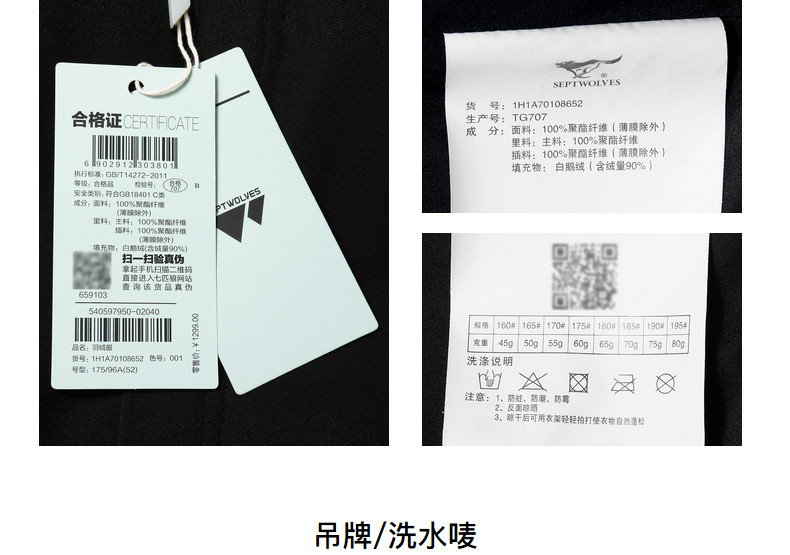 合格证CERTIFICATE
6 902912 303801
执行标准: GB/T14272-2011
等级: 合格品 检验号: 合格 707 B
安全类别: 符合GB18401 C类
成分: 面料: 100%聚酯纤维
(薄膜除外)
里料: 主料: 100%聚酯纤维
插料: 100%聚酯纤维
(薄膜除外)
填充物: 白鹅绒(含绒量90%)
扫一扫验真伪
拿起手机扫描二维码
直接进入七匹狼网站
查询该货品真伪
659103
540597950-02040
品名: 羽绒服
货号: 1H1A70108652 色号: 001
号型: 175/96A(52)
PTWOLVES
SEPTWOLVES
货 号: 1H1A70108652
生产号: TG707
成 分: 面料: 100%聚酯纤维 ( 薄膜除外 )
里料: 主料: 100%聚酯纤维
插料: 100%聚酯纤维 ( 薄膜除外 )
填充物: 白鹅绒 ( 含绒量90% )
规格 160# 165# 170# 175# 180# 185# 190# 195#
克重 45g 50g 55g 60g 65g 70g 75g 80g
洗涤说明
注意: 1、防蛀、防潮、防霉
2、反面晾晒
3、晾干后可用衣架轻轻拍打使衣物自然蓬松
吊牌/洗水唛